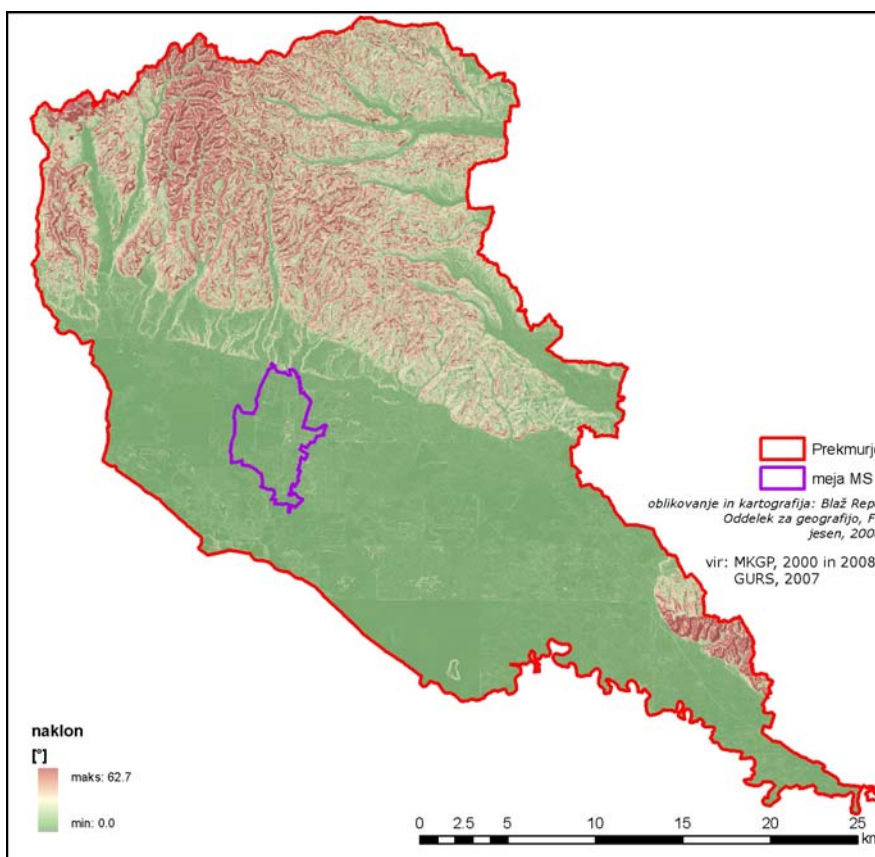 Prekmurje
meja MS
oblikovanje in kartografija: Blaž Rep
Oddelek za geografijo, F
jesen, 200
vir: MKGP, 2000 in 2008
GURS, 2007
naklon
[°]
maks: 62.7
min: 0.0
0 2.5 5 10 15 20 25
km